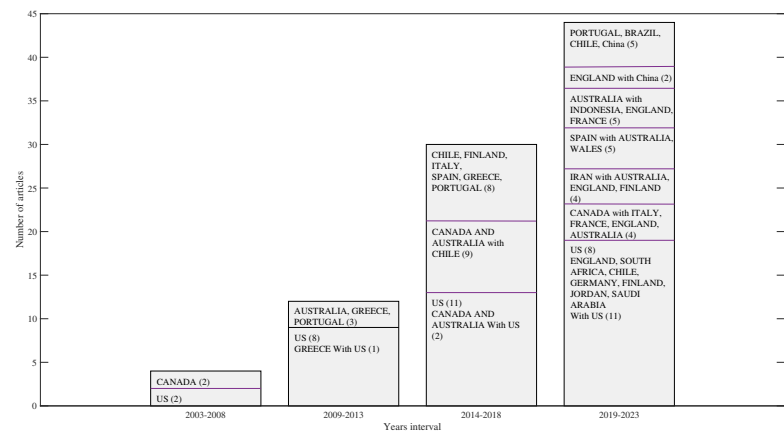 45
40
35
30
25
20
15
10
5
0
Number of articles
CANADA (2)
US (2)
AUSTRALIA, GREECE,
PORTUGAL (3)
US (8)
GREECE With US (1)
CHILE, FINLAND,
ITALY,
SPAIN, GREECE,
PORTUGAL (8)
CANADA AND
AUSTRALIA with
CHILE (9)
US (11)
CANADA AND
AUSTRALIA With US
(2)
PORTUGAL, BRAZIL,
CHILE, China (5)
ENGLAND with China (2)
AUSTRALIA with
INDONESIA, ENGLAND,
FRANCE (5)
SPAIN with AUSTRALIA,
WALES (5)
IRAN with AUSTRALIA,
ENGLAND, FINLAND
(4)
CANADA with ITALY,
FRANCE, ENGLAND,
AUSTRALIA (4)
US (8)
ENGLAND, SOUTH
AFRICA, CHILE,
GERMANY, FINLAND,
JORDAN, SAUDI
ARABIA
With US (11)
2003-2008
2009-2013
2014-2018
2019-2023
Years interval